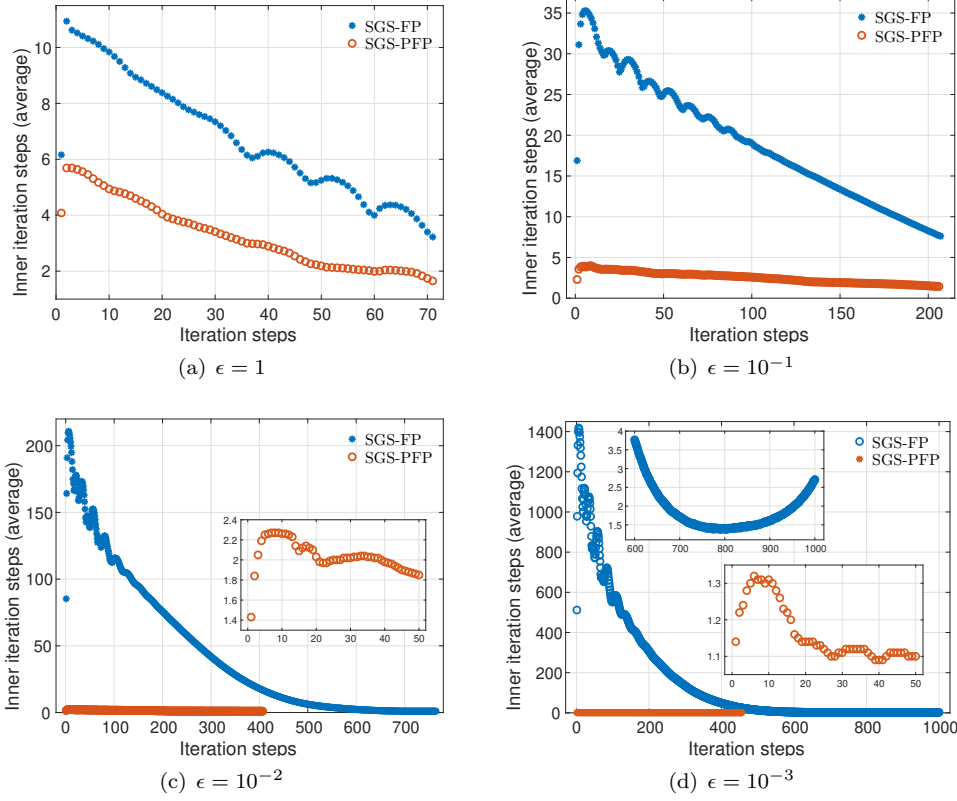 SGS-FP
SGS-PFP
10
8
6
4
2
0 10 20 30 40 50 60 70
Inner iteration steps (average)
Iteration steps
(a) ϵ = 1
SGS-FP
SGS-PFP
35
30
25
20
15
10
5
0
0 50 100 150 200
Inner iteration steps (average)
Iteration steps
(b) ϵ = 10⁻¹
SGS-FP
SGS-PFP
200
150
100
50
0
0 100 200 300 400 500 600 700
Inner iteration steps (average)
Iteration steps
2.4
2.2
2
1.8
1.6
1.4
0 10 20 30 40 50
(c) ϵ = 10⁻²
SGS-FP
SGS-PFP
1400
1200
1000
800
600
400
200
0
0 200 400 600 800 1000
Inner iteration steps (average)
Iteration steps
4
3.5
3
2.5
2
1.5
1
600 700 800 900 1000
1.3
1.2
1.1
0 10 20 30 40 50
(d) ϵ = 10⁻³